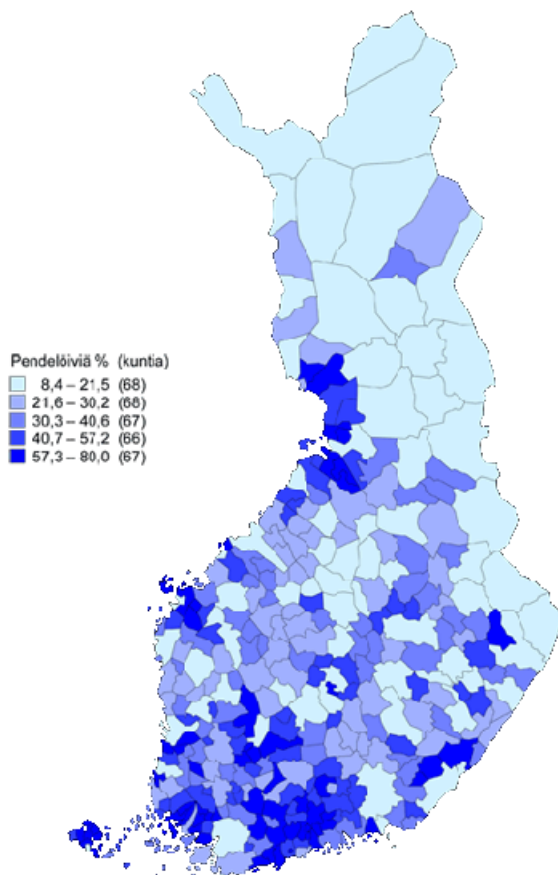 Pendelöiviä % (kuntia)
8,4 – 21,5 (68)
21,6 – 30,2 (68)
30,3 – 40,6 (67)
40,7 – 57,2 (66)
57,3 – 80,0 (67)